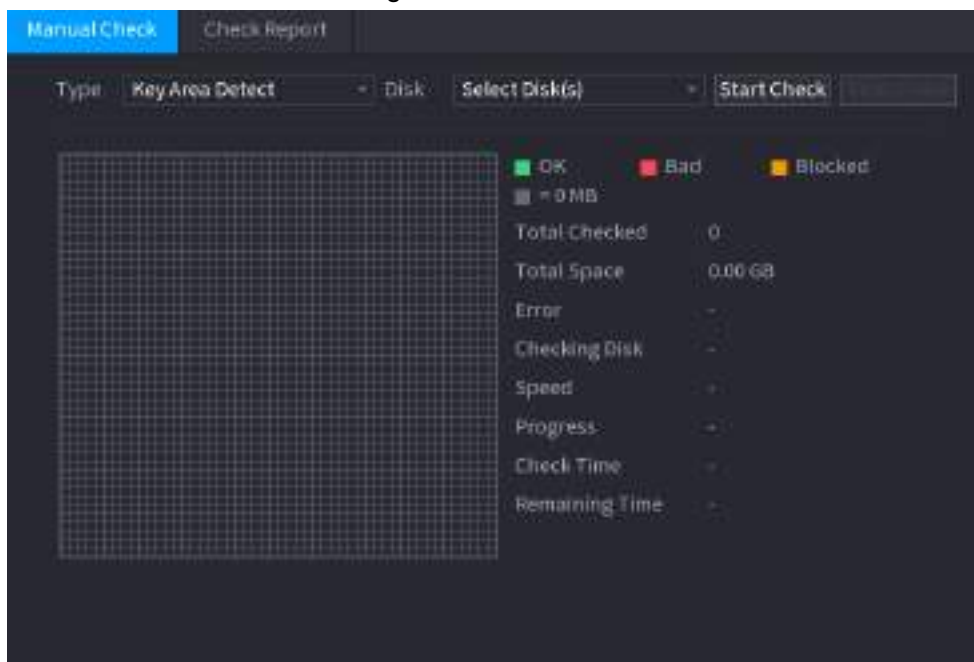 Manual Check Check Report
Type Key Area Detect Disk Select Disk(s) Start Check
OK Bad Blocked
= 0 MB
Total Checked 0
Total Space 0.00 GB
Error -
Checking Disk -
Speed -
Progress -
Check Time -
Remaining Time -